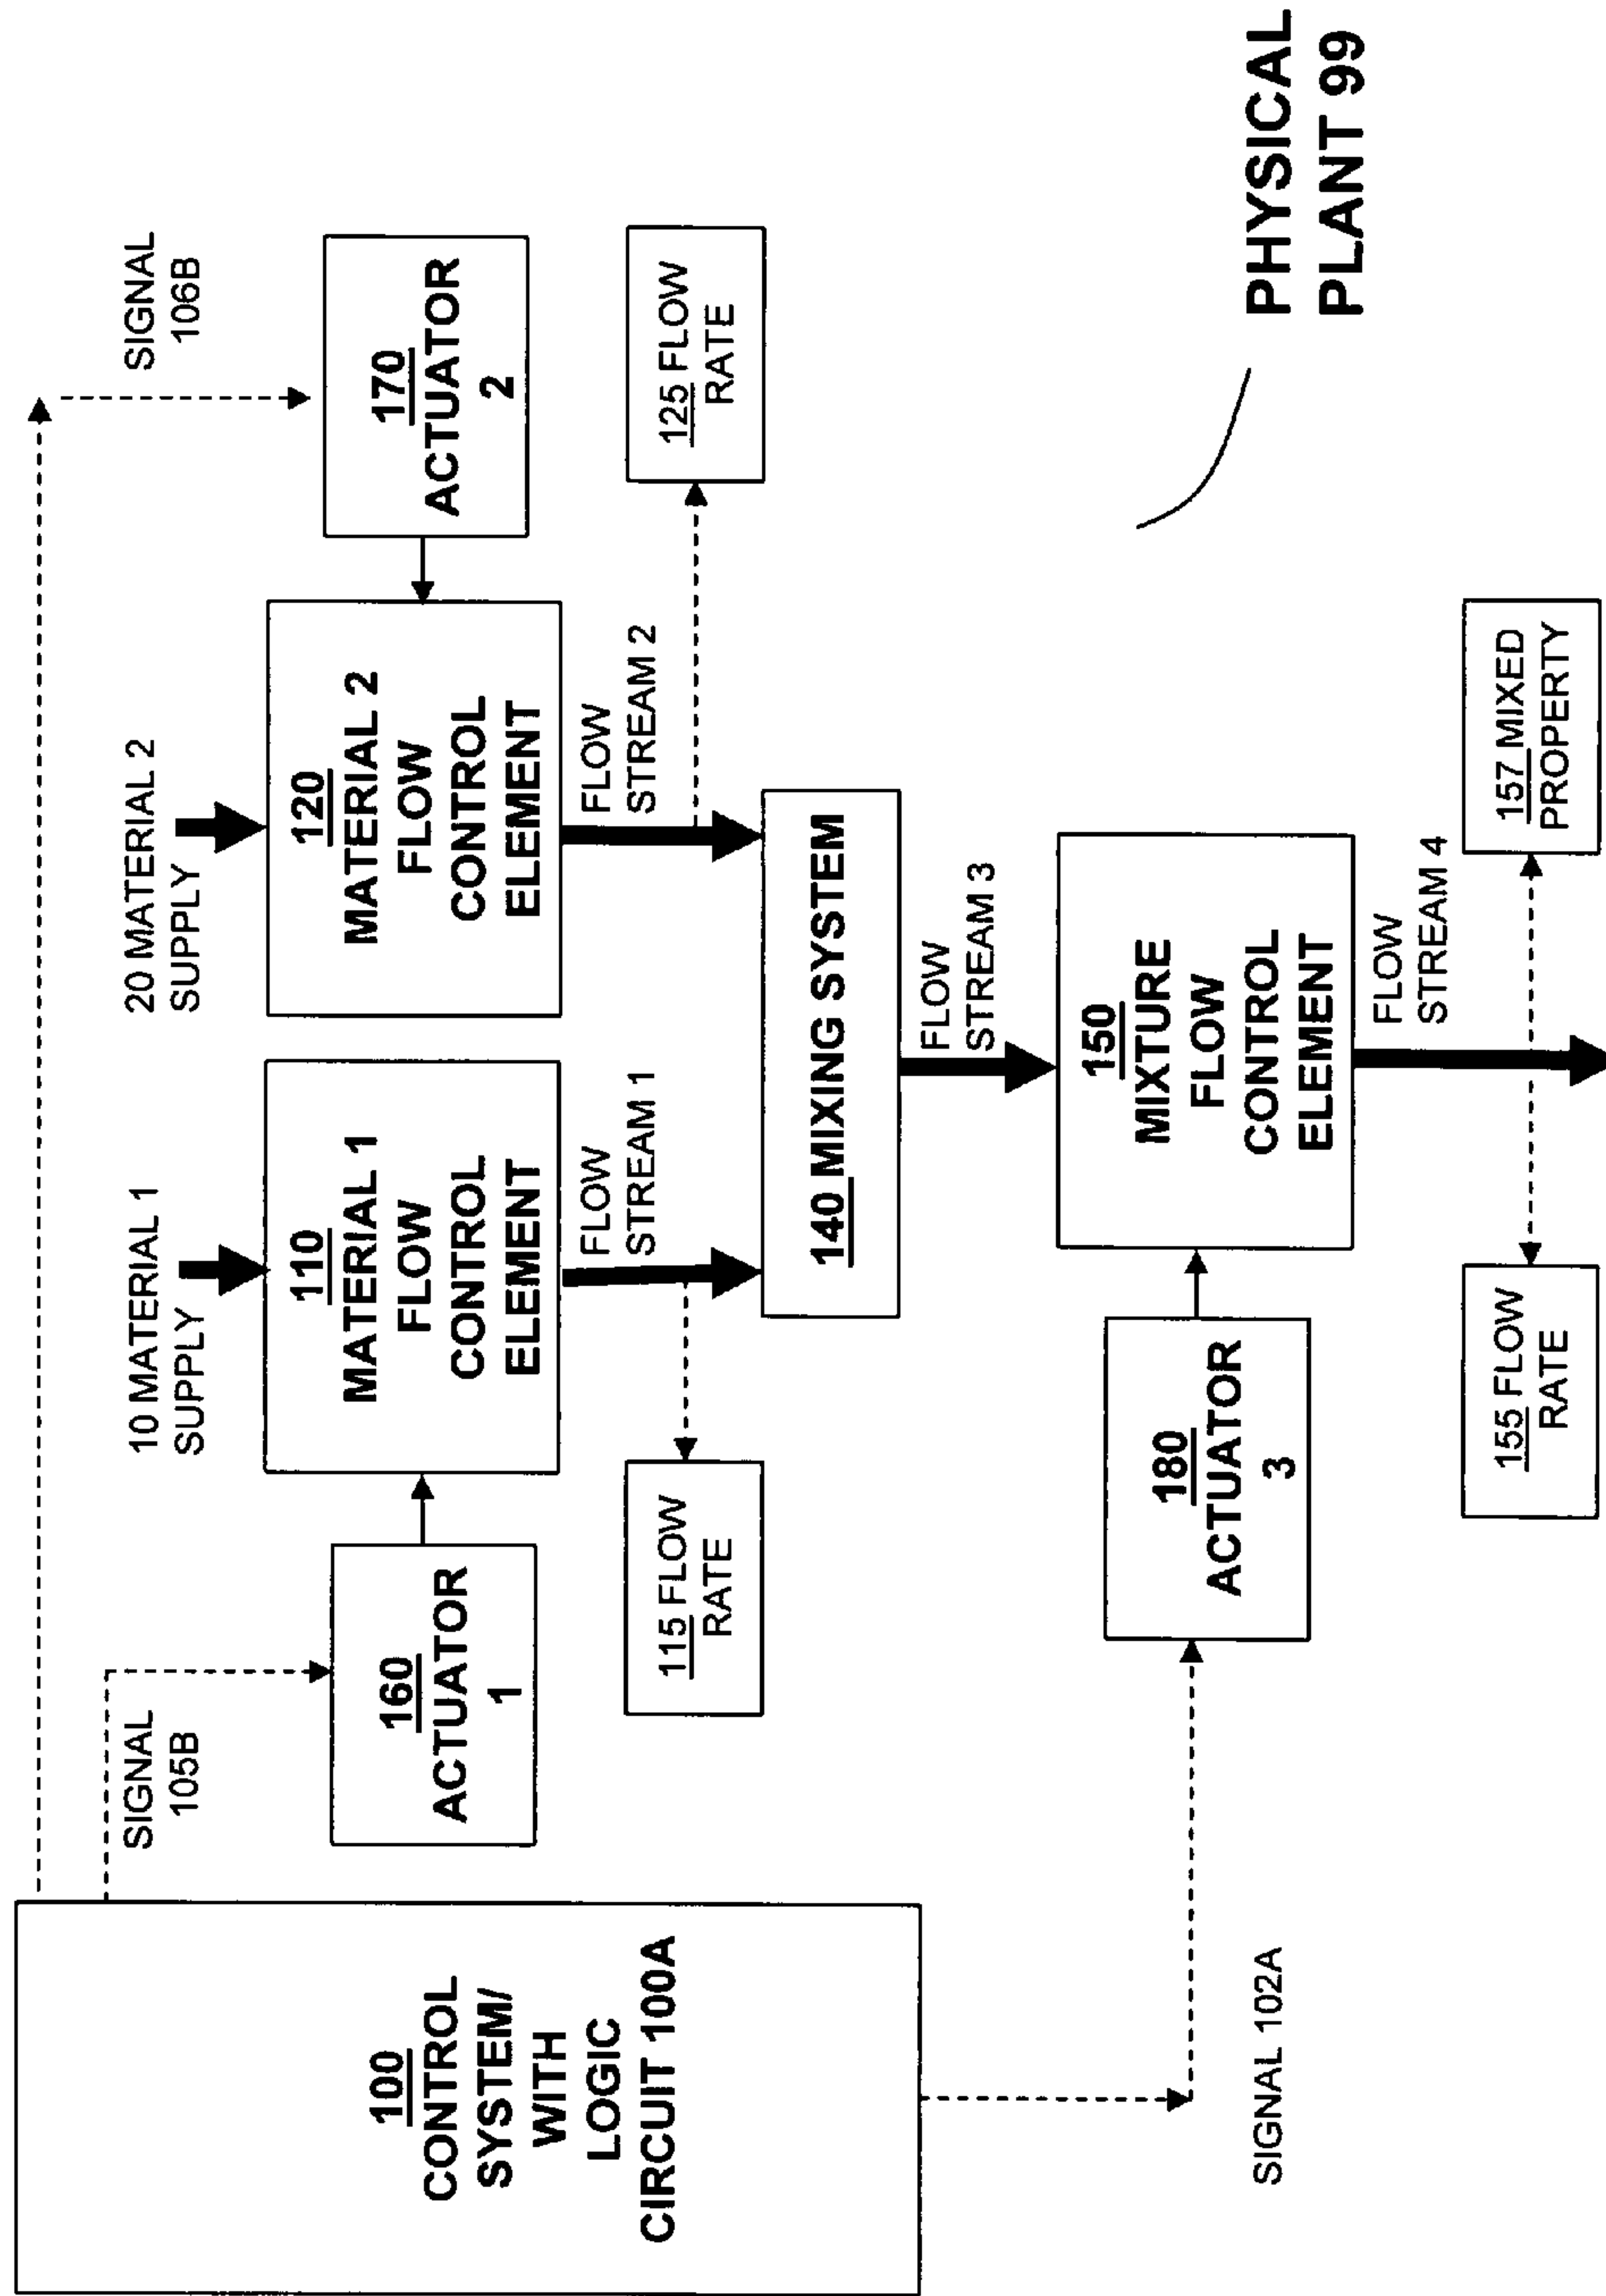 SIGNAL
106B
SIGNAL
105B
10 MATERIAL 1
SUPPLY
20 MATERIAL 2
SUPPLY
100
CONTROL
SYSTEM/
WITH
LOGIC
CIRCUIT 100A
160
ACTUATOR
1
110
MATERIAL 1
FLOW
CONTROL
ELEMENT
120
MATERIAL 2
FLOW
CONTROL
ELEMENT
170
ACTUATOR
2
115 FLOW
RATE
FLOW
STREAM 1
FLOW
STREAM 2
125 FLOW
RATE
140 MIXING SYSTEM
FLOW
STREAM 3
SIGNAL 102A
180
ACTUATOR
3
150
MIXTURE
FLOW
CONTROL
ELEMENT
PHYSICAL
PLANT 99
FLOW
STREAM 4
155 FLOW
RATE
157 MIXED
PROPERTY